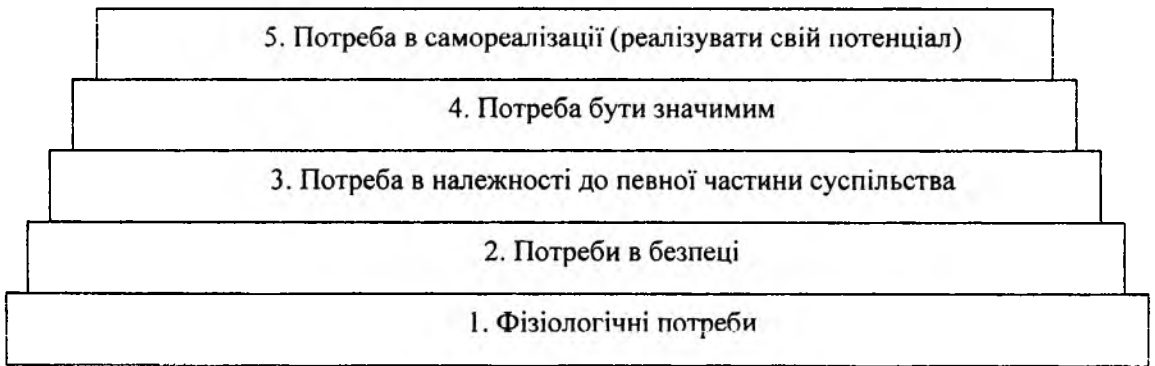 5. Потреба в самореалізації (реалізувати свій потенціал)
4. Потреба бути значимим
3. Потреба в належності до певної частини суспільства
2. Потреби в безпеці
1. Фізіологічні потреби